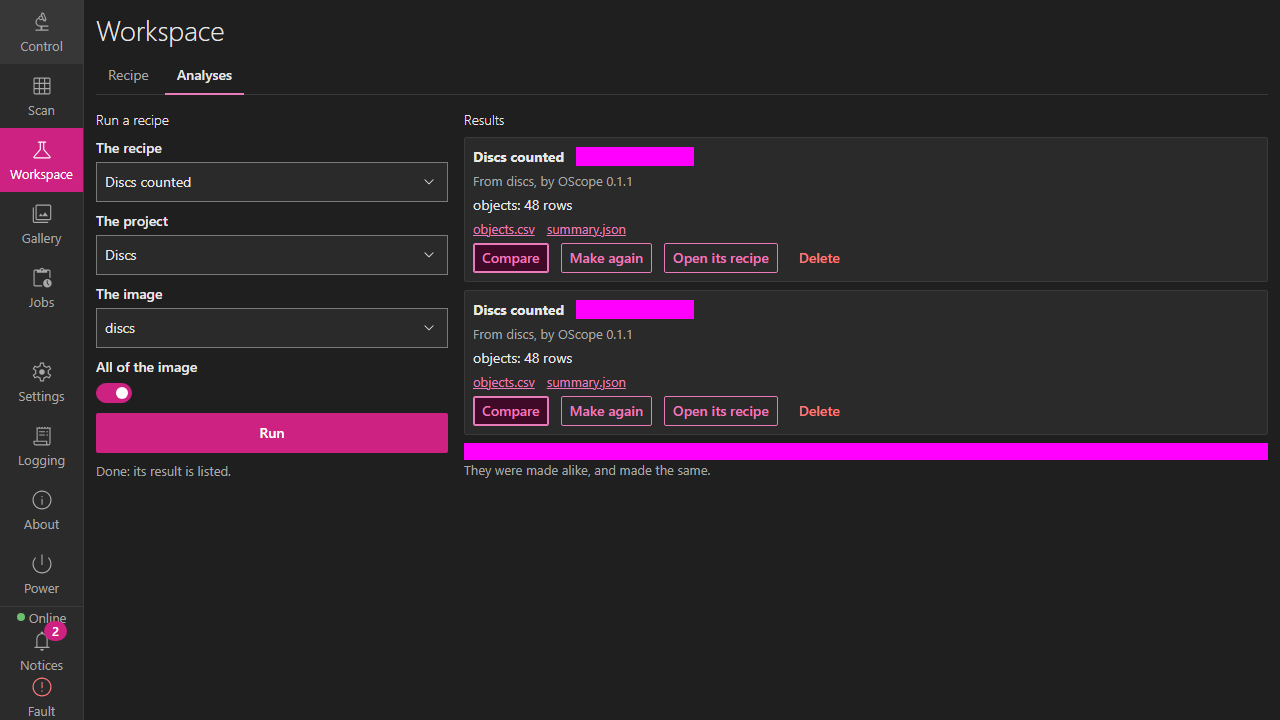 Control
Scan
Workspace
Gallery
Jobs
Settings
Logging
About
Power
Online
2
Notices
Fault
Workspace
Recipe
Analyses
Run a recipe
The recipe
Discs counted
The project
Discs
The image
discs
All of the image
Run
Done: its result is listed.
Results
Discs counted
From discs, by OScope 0.1.1
objects: 48 rows
objects.csv summary.json
Compare Make again Open its recipe Delete
Discs counted
From discs, by OScope 0.1.1
objects: 48 rows
objects.csv summary.json
Compare Make again Open its recipe Delete
They were made alike, and made the same.